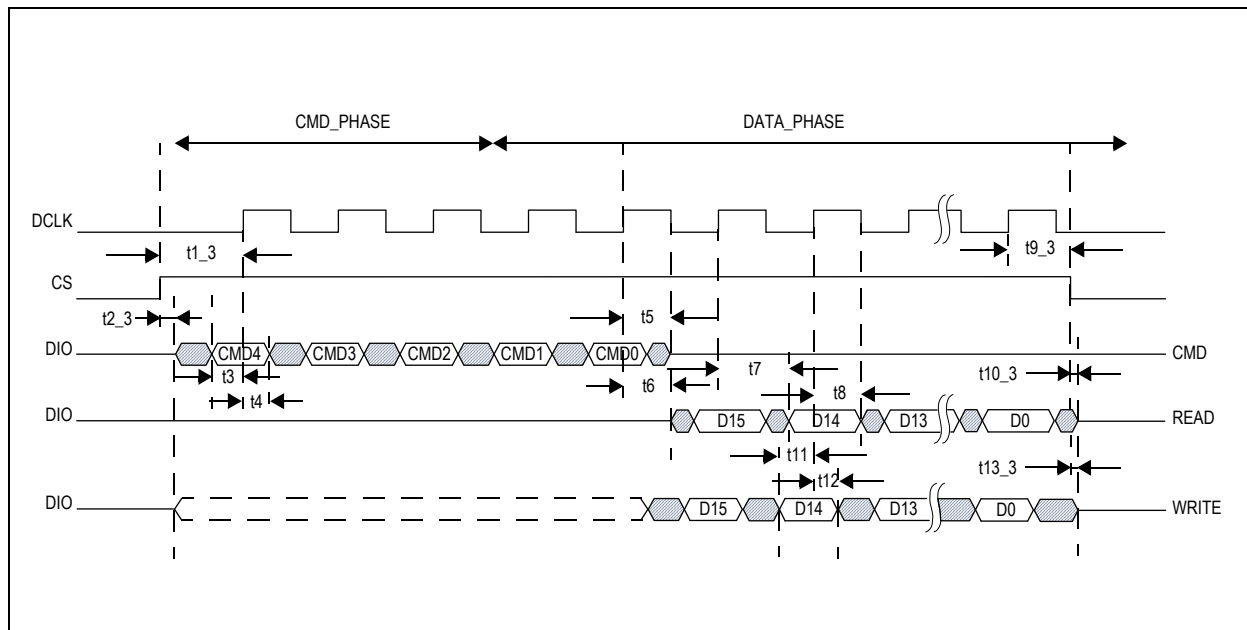 CMD_PHASE DATA_PHASE
DCLK
t1_3 t9_3
CS
t2_3 t5
DIO CMD4 CMD3 CMD2 CMD1 CMD0 CMD
t3 t7 t10_3
t4 t6 t8
DIO D15 D14 D13 D0 READ
t11 t13_3
t12
DIO D15 D14 D13 D0 WRITE